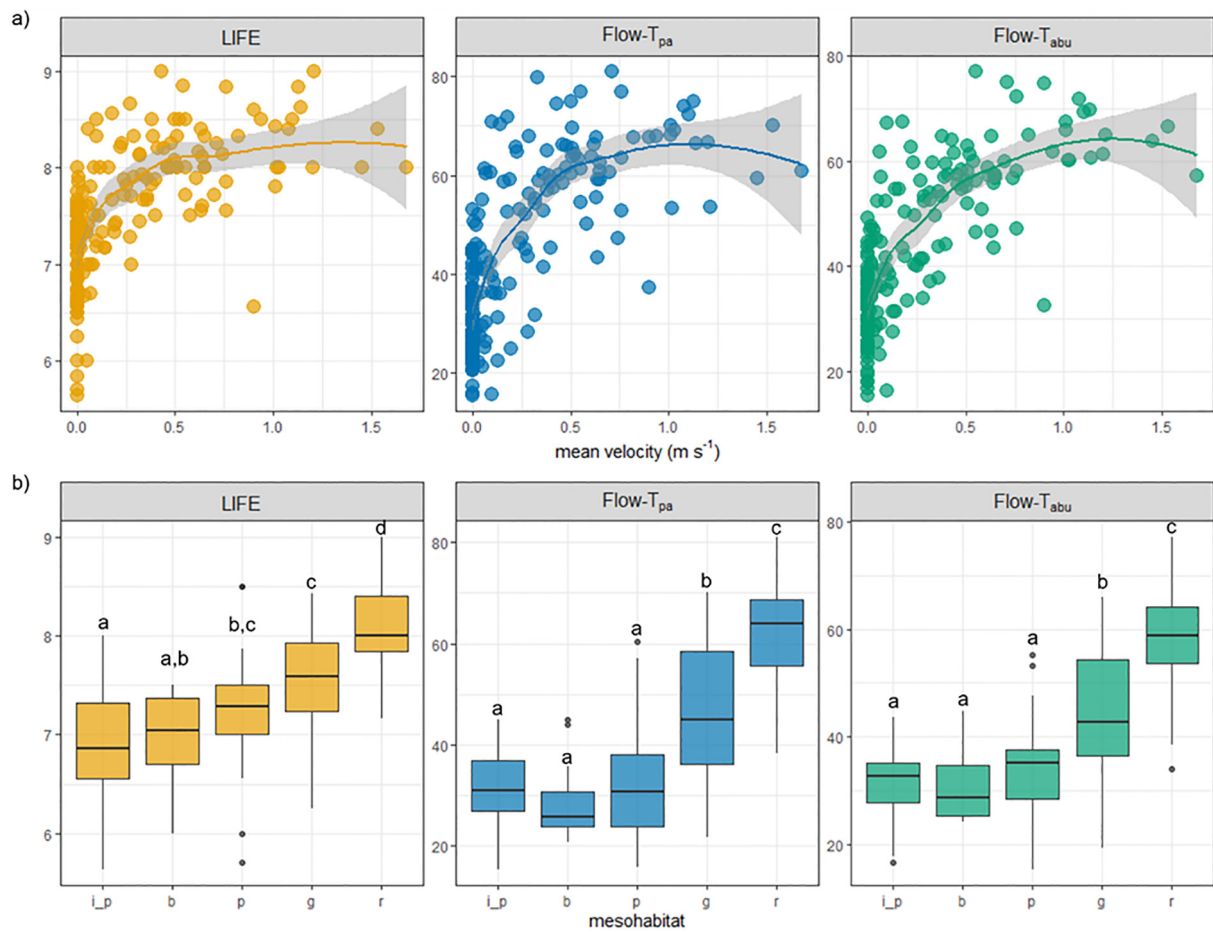 a)
LIFE Flow-Tpa Flow-Tabu
9 80 80
8 60 60
7 40 40
6 20 20
0.0 0.5 1.0 1.5 0.0 0.5 1.0 1.5 0.0 0.5 1.0 1.5
mean velocity (m s⁻¹)
b)
LIFE Flow-Tpa Flow-Tabu
9 80 80
8 60 60
7 40 40
6 20 20
a a,b b,c c d a a a b c a a a b c
i_p b p g r i_p b p g r i_p b p g r
mesohabitat